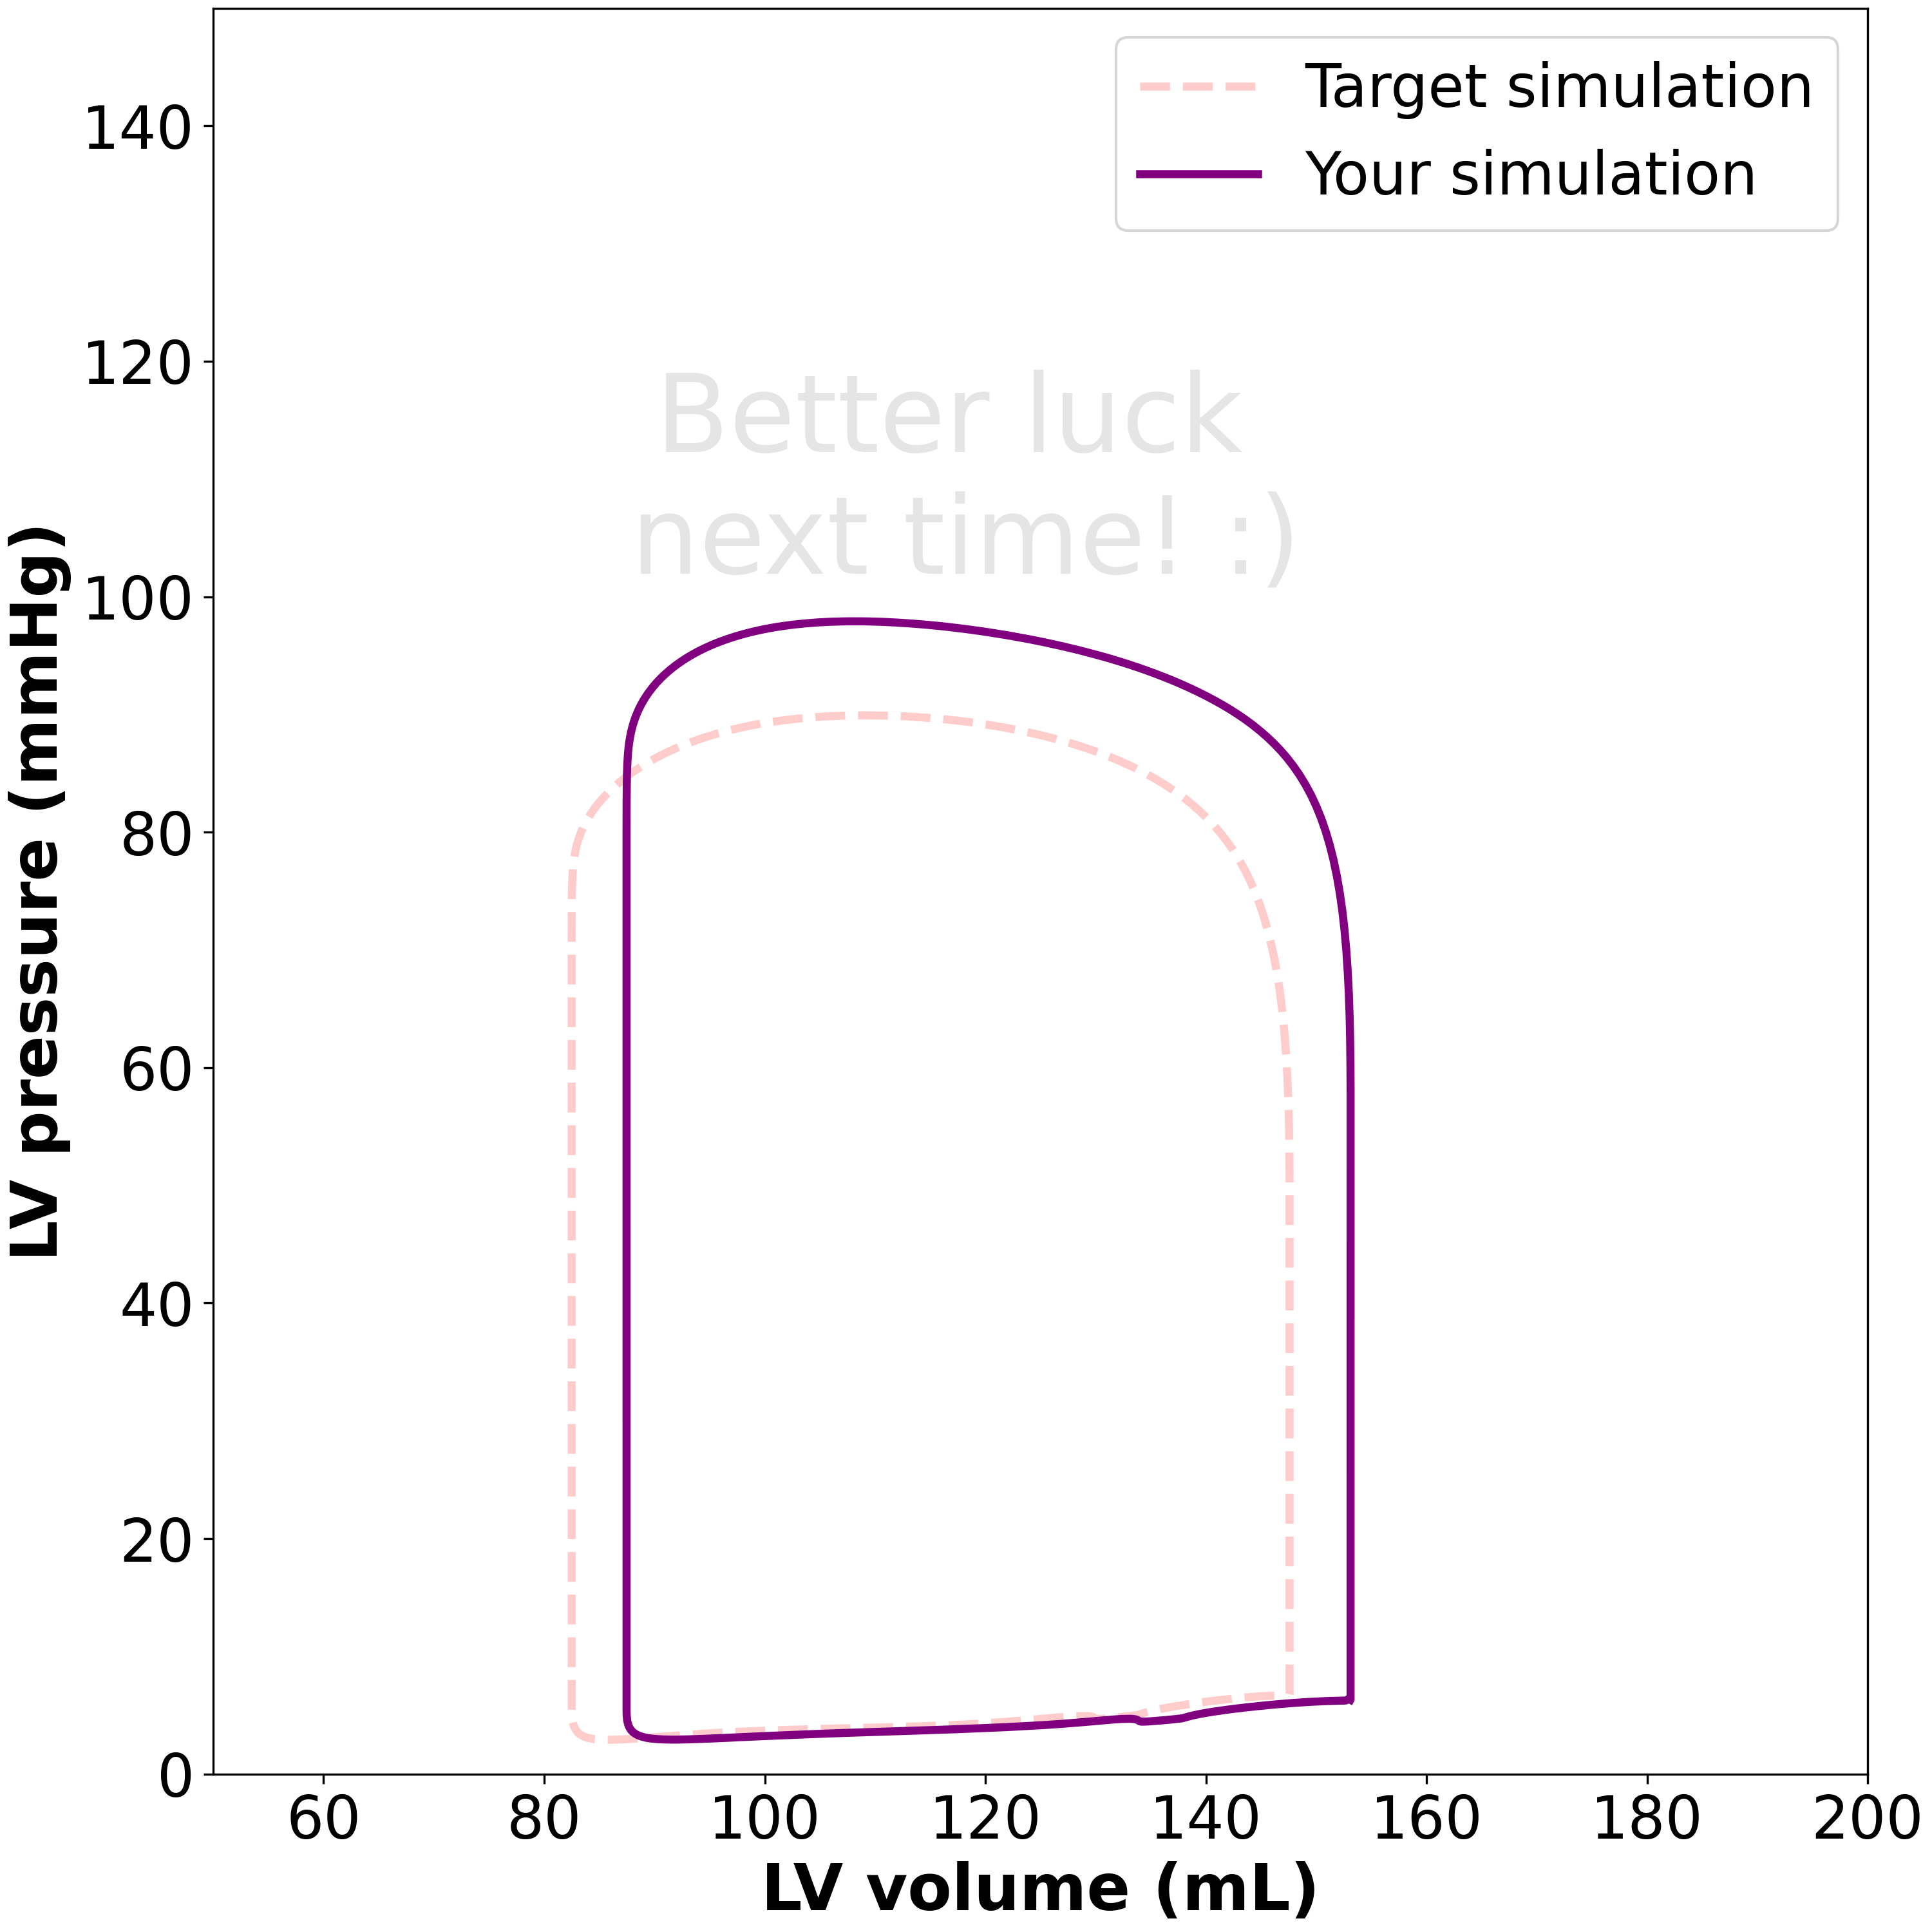 Target simulation
Your simulation
Better luck
next time! :)
LV pressure (mmHg)
140
120
100
80
60
40
20
0
60 80 100 120 140 160 180 200
LV volume (mL)